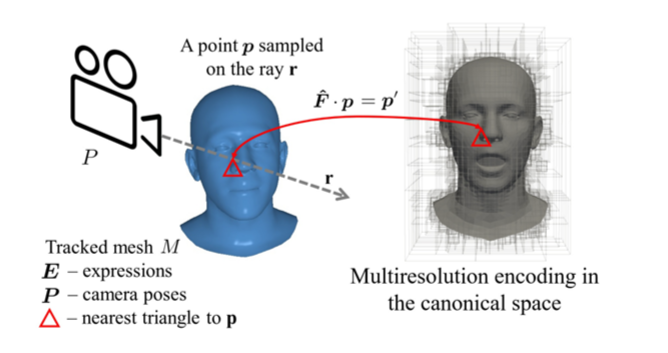 A point p sampled
on the ray r
F̂ · p = p′
P
r
Tracked mesh M
E – expressions
P – camera poses
△ – nearest triangle to p
Multiresolution encoding in
the canonical space